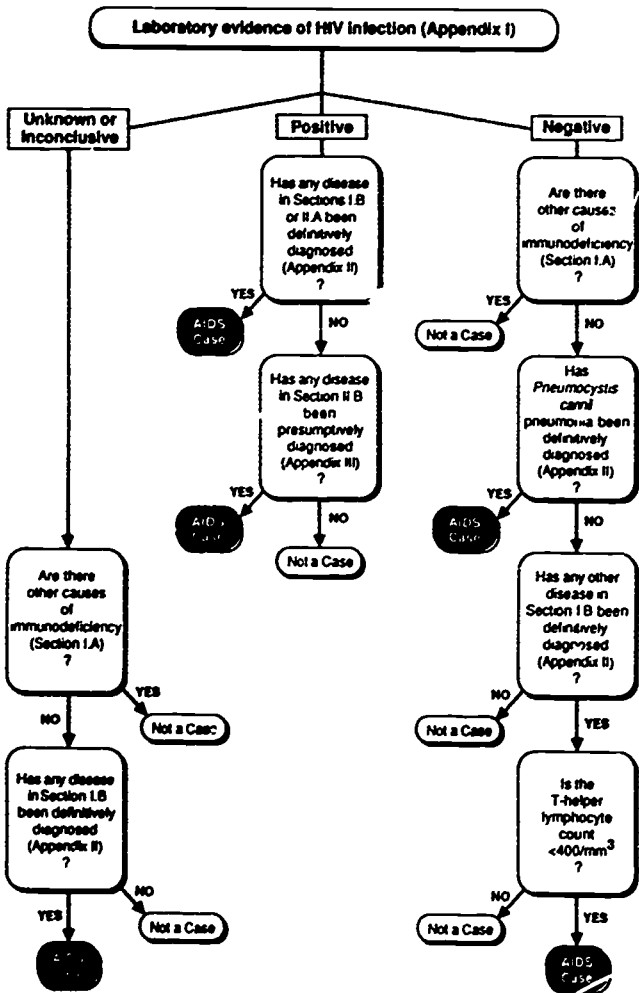 Laboratory evidence of HIV infection (Appendix I)
Unknown or
Inconclusive
Positive
Negative
Has any disease
in Sections I.B
or II.A been
definitively
diagnosed
(Appendix II)
?
YES
NO
AIDS
Case
Has any disease
in Section II B
been
presumptively
diagnosed
(Appendix III)
?
YES
NO
AIDS
Case
Not a Case
Are there
other causes
of
immunodeficiency
(Section I.A)
?
YES
NO
Not a Case
Has
Pneumocystis
carinii
pneumonia been
definitively
diagnosed
(Appendix II)
?
YES
NO
AIDS
Case
Has any other
disease in
Section I.B been
definitively
diagnosed
(Appendix II)
?
NO
YES
Not a Case
Is the
T-helper
lymphocyte
count
<400/mm³
?
NO
YES
Not a Case
AIDS
Case
Are there
other causes
of
immunodeficiency
(Section I.A)
?
YES
NO
Not a Case
Has any disease
in Section I.B
been definitively
diagnosed
(Appendix II)
?
NO
YES
Not a Case